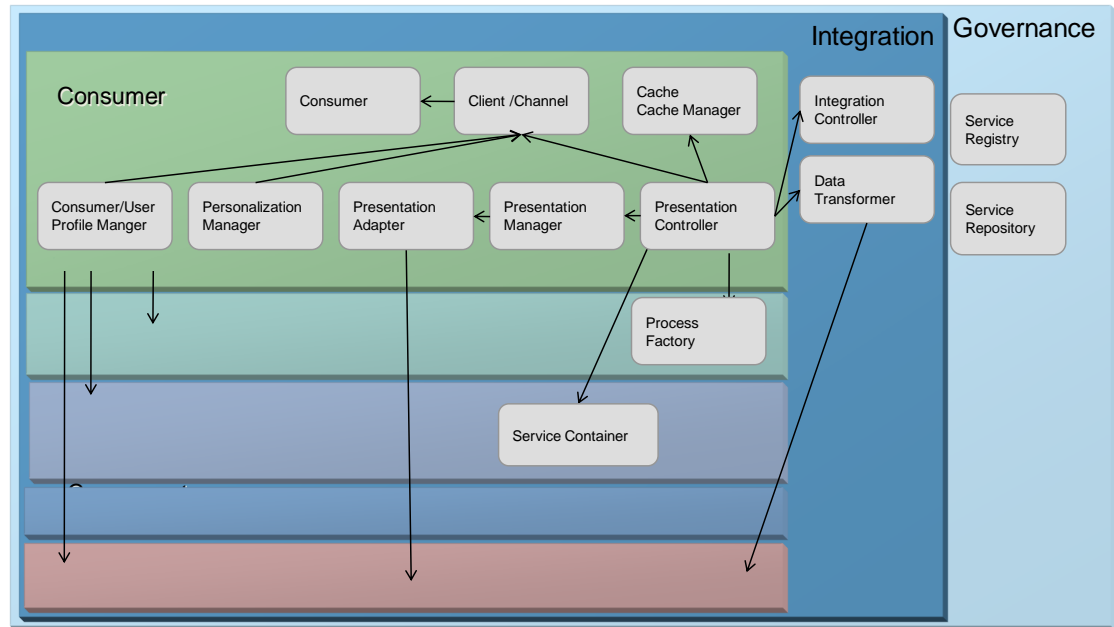 Integration
Governance
Consumer
Consumer
Client /Channel
Cache
Cache Manager
Integration
Controller
Service
Registry
Consumer/User
Profile Manger
Personalization
Manager
Presentation
Adapter
Presentation
Manager
Presentation
Controller
Data
Transformer
Service
Repository
Process
Factory
Service Container